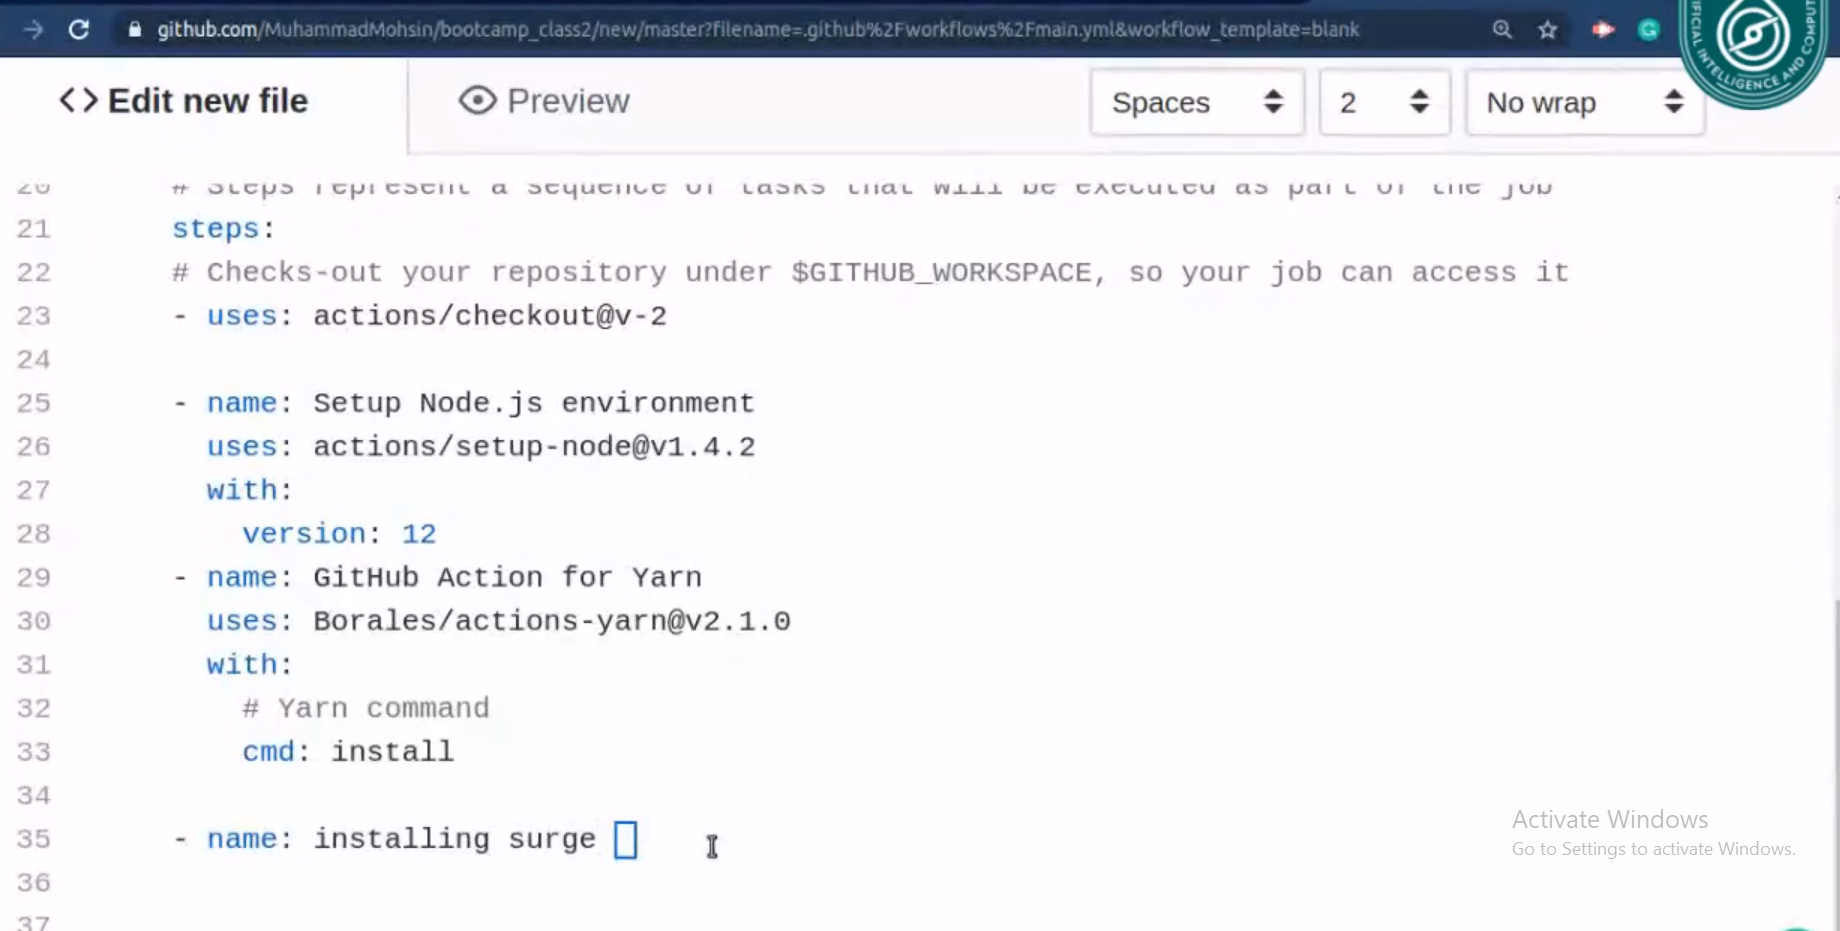 github.com/MuhammadMohsin/bootcamp_class2/new/master?filename=.github%2Fworkflows%2Fmain.yml&workflow_template=blank
<> Edit new file
Preview
Spaces
2
No wrap
INTELLIGENCE AND COMPUT
20 # Steps represent a sequence of tasks that will be executed as part of the job
21 steps:
22 # Checks-out your repository under $GITHUB_WORKSPACE, so your job can access it
23 - uses: actions/checkout@v-2
24
25 - name: Setup Node.js environment
26 uses: actions/setup-node@v1.4.2
27 with:
28 version: 12
29 - name: GitHub Action for Yarn
30 uses: Borales/actions-yarn@v2.1.0
31 with:
32 # Yarn command
33 cmd: install
34
35 - name: installing surge
36
37
Activate Windows
Go to Settings to activate Windows.